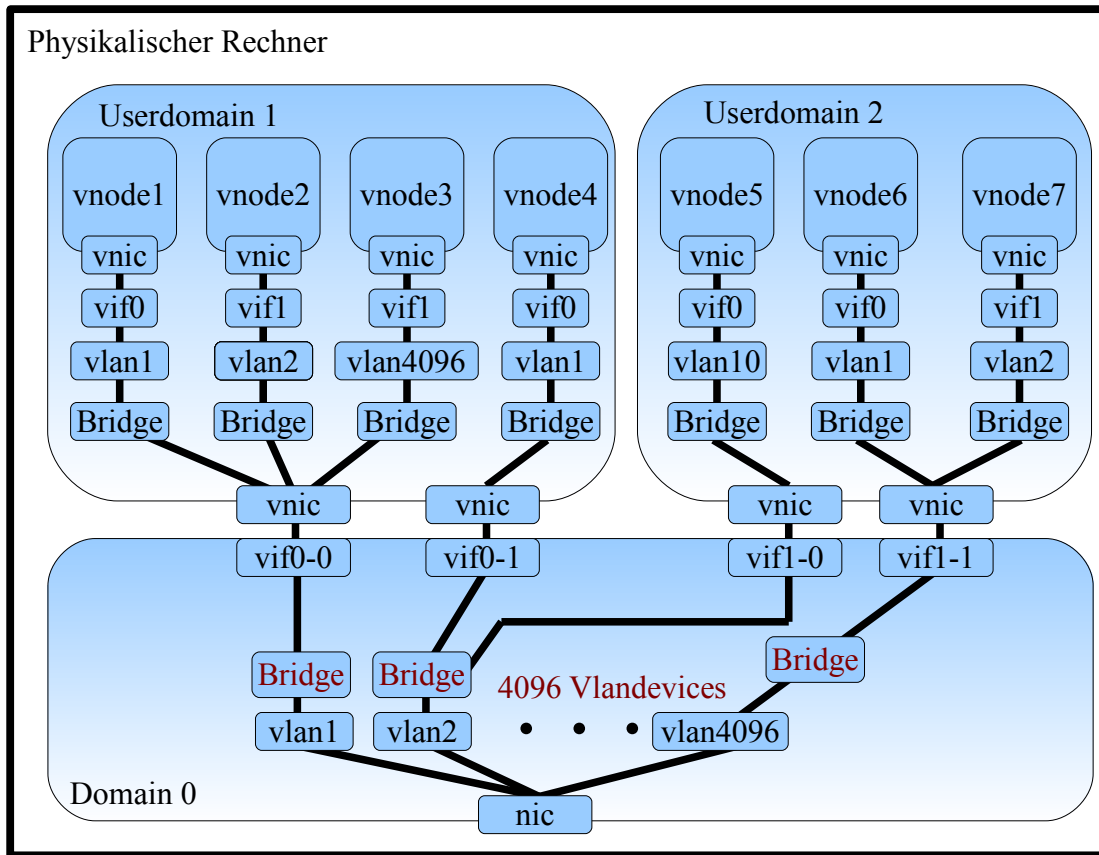 Physikalischer Rechner
Userdomain 1
Userdomain 2
vnode1
vnode2
vnode3
vnode4
vnode5
vnode6
vnode7
vnic
vnic
vnic
vnic
vnic
vnic
vnic
vif0
vif1
vif1
vif0
vif0
vif0
vif1
vlan1
vlan2
vlan4096
vlan1
vlan10
vlan1
vlan2
Bridge
Bridge
Bridge
Bridge
Bridge
Bridge
Bridge
vnic
vnic
vnic
vnic
vif0-0
vif0-1
vif1-0
vif1-1
Bridge
Bridge
Bridge
4096 Vlandevices
vlan1
vlan2
• • •
vlan4096
Domain 0
nic